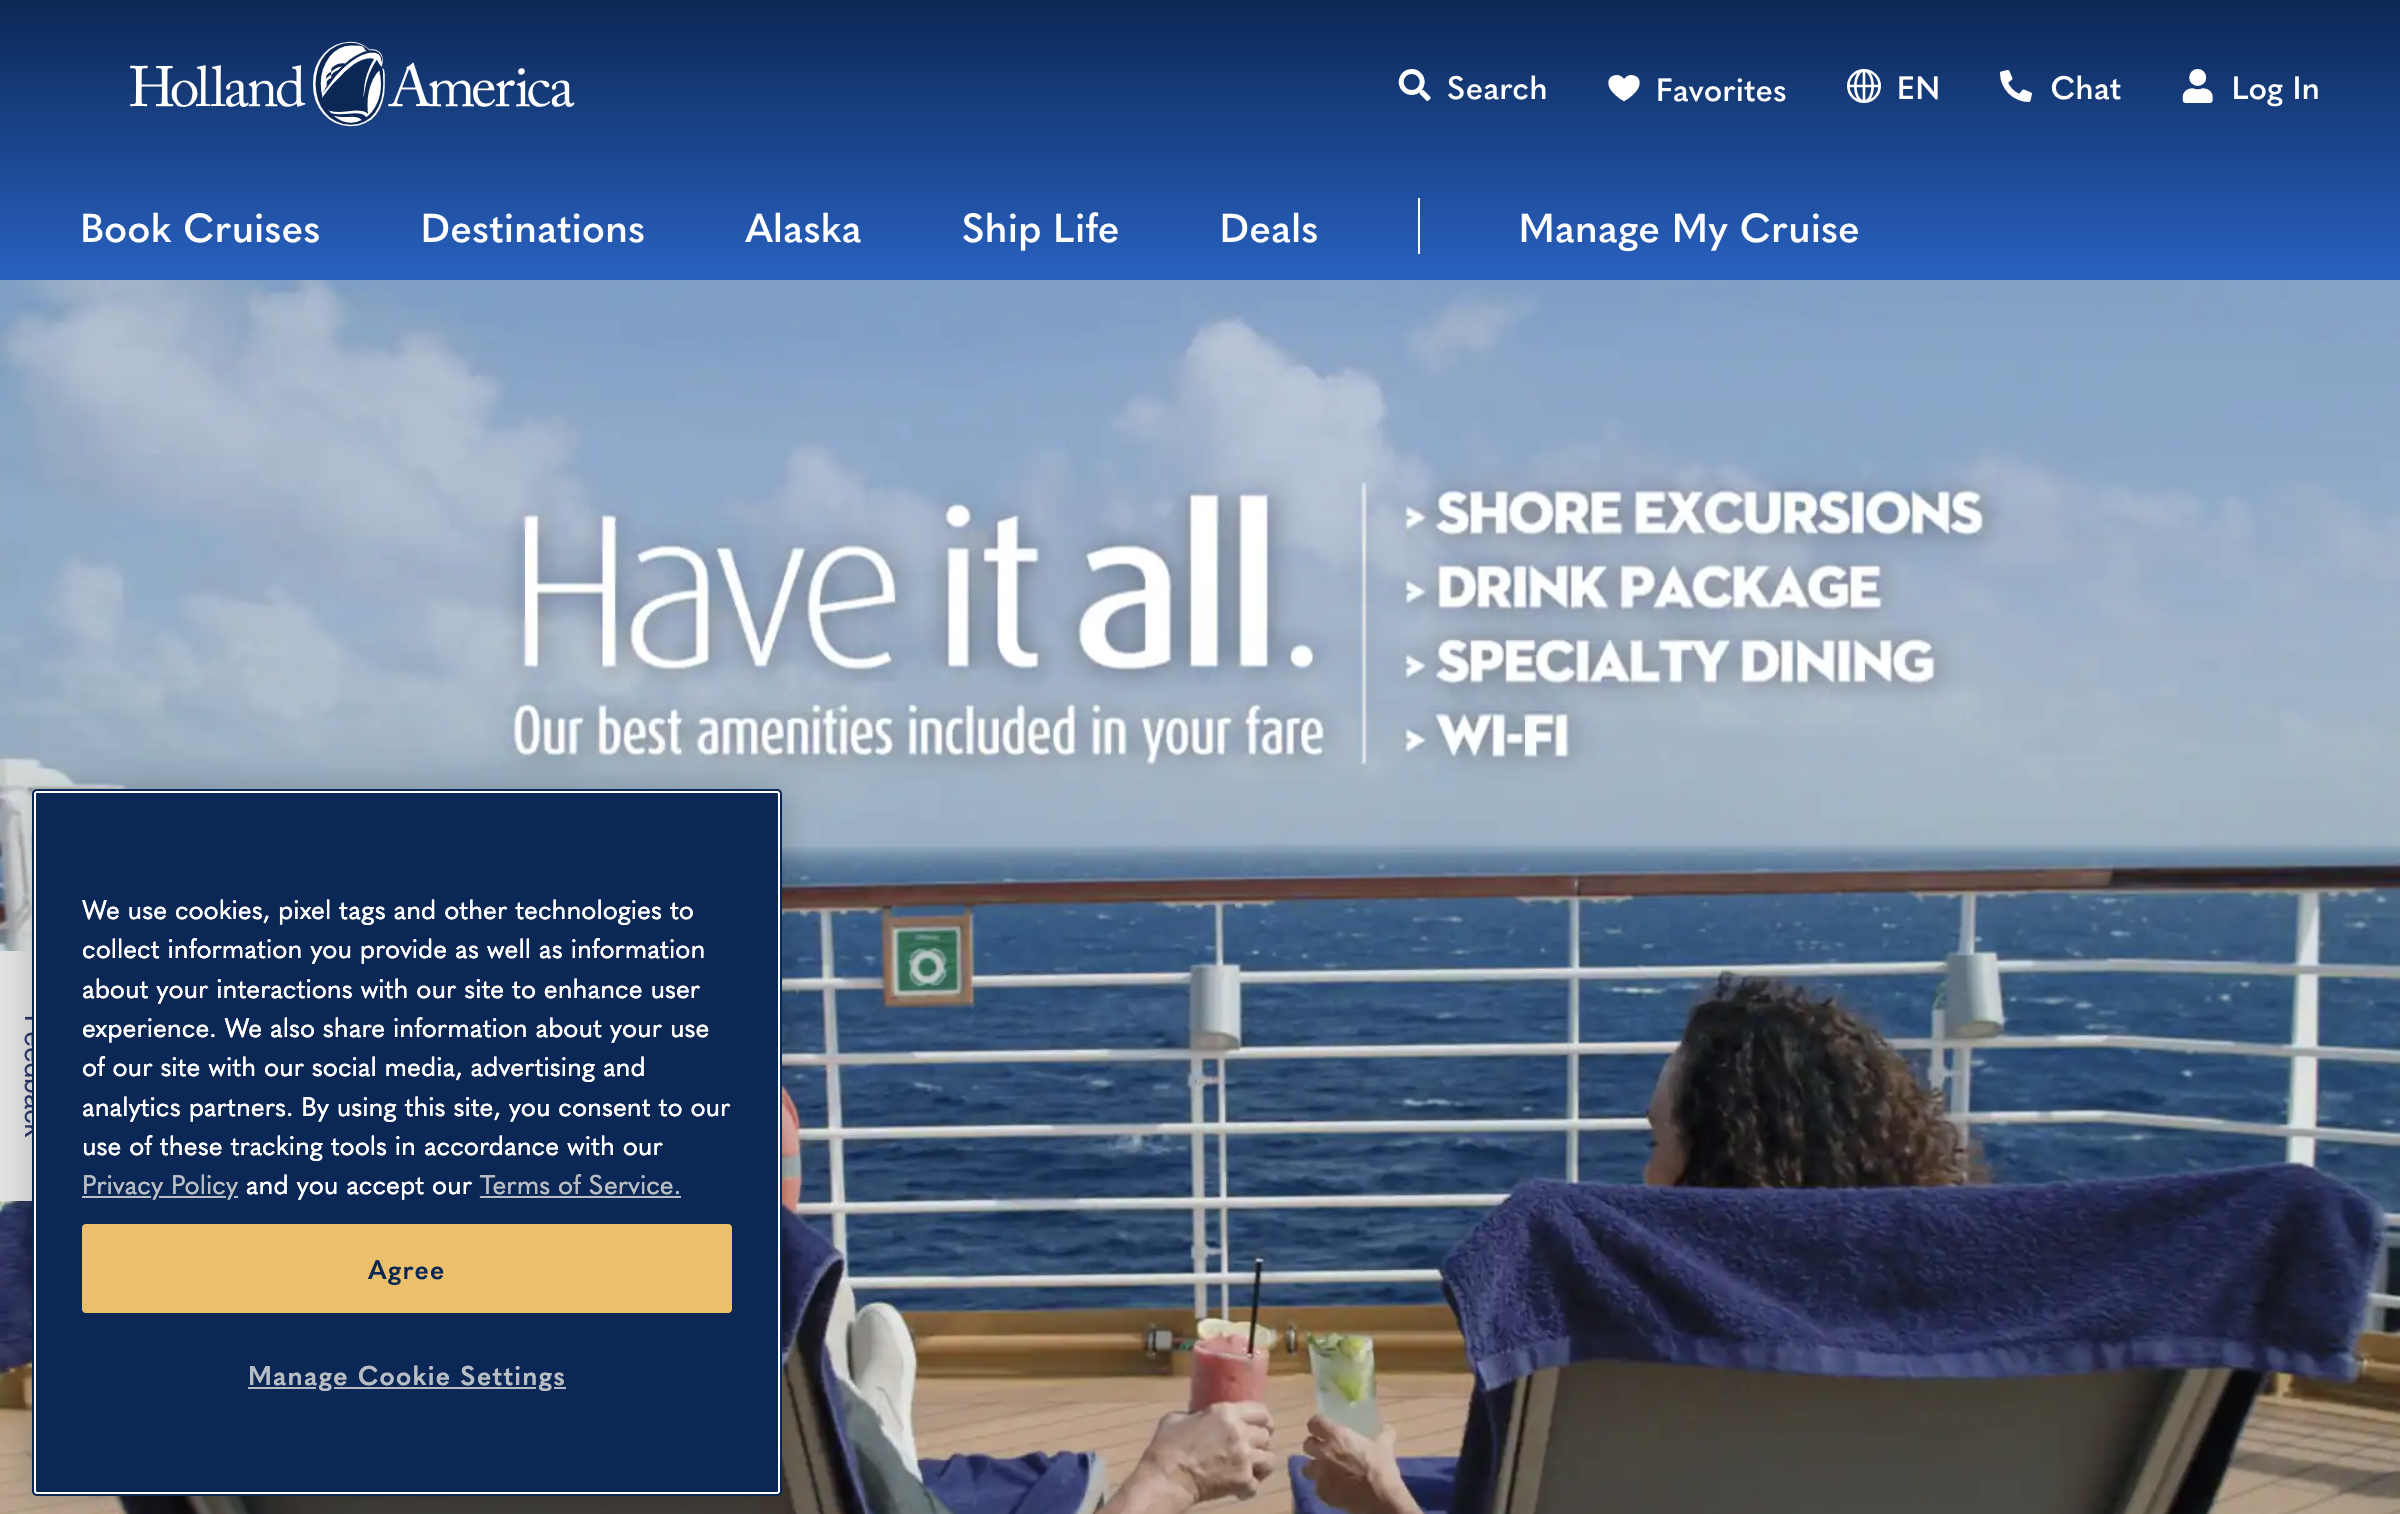 Holland America
Search
Favorites
EN
Chat
Log In
Book Cruises
Destinations
Alaska
Ship Life
Deals
Manage My Cruise
Have it all.
Our best amenities included in your fare
> SHORE EXCURSIONS
> DRINK PACKAGE
> SPECIALTY DINING
> WI-FI
Feedback
We use cookies, pixel tags and other technologies to
collect information you provide as well as information
about your interactions with our site to enhance user
experience. We also share information about your use
of our site with our social media, advertising and
analytics partners. By using this site, you consent to our
use of these tracking tools in accordance with our
Privacy Policy and you accept our Terms of Service.
Agree
Manage Cookie Settings